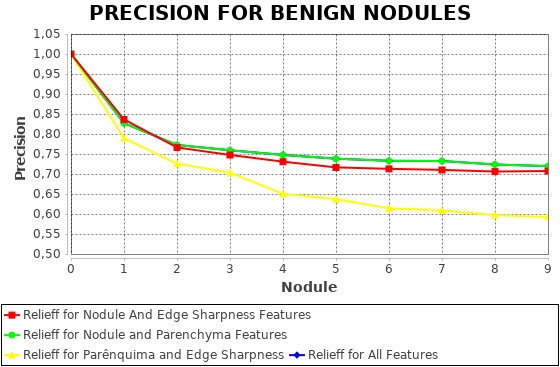 PRECISION FOR BENIGN NODULES
1,05
1,00
0,95
0,90
0,85
0,80
0,75
0,70
0,65
0,60
0,55
0,50
Precision
0 1 2 3 4 5 6 7 8 9
Nodule
Relieff for Nodule And Edge Sharpness Features
Relieff for Nodule and Parenchyma Features
Relieff for Parênquima and Edge Sharpness Relieff for All Features